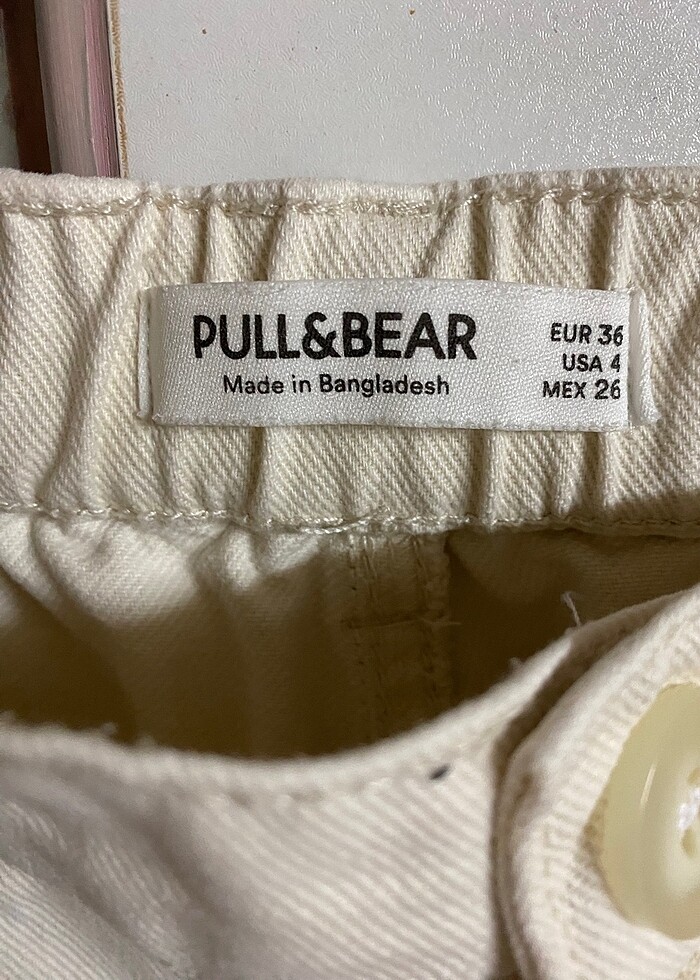 PULL&BEAR
Made in Bangladesh
EUR 36
USA 4
MEX 26